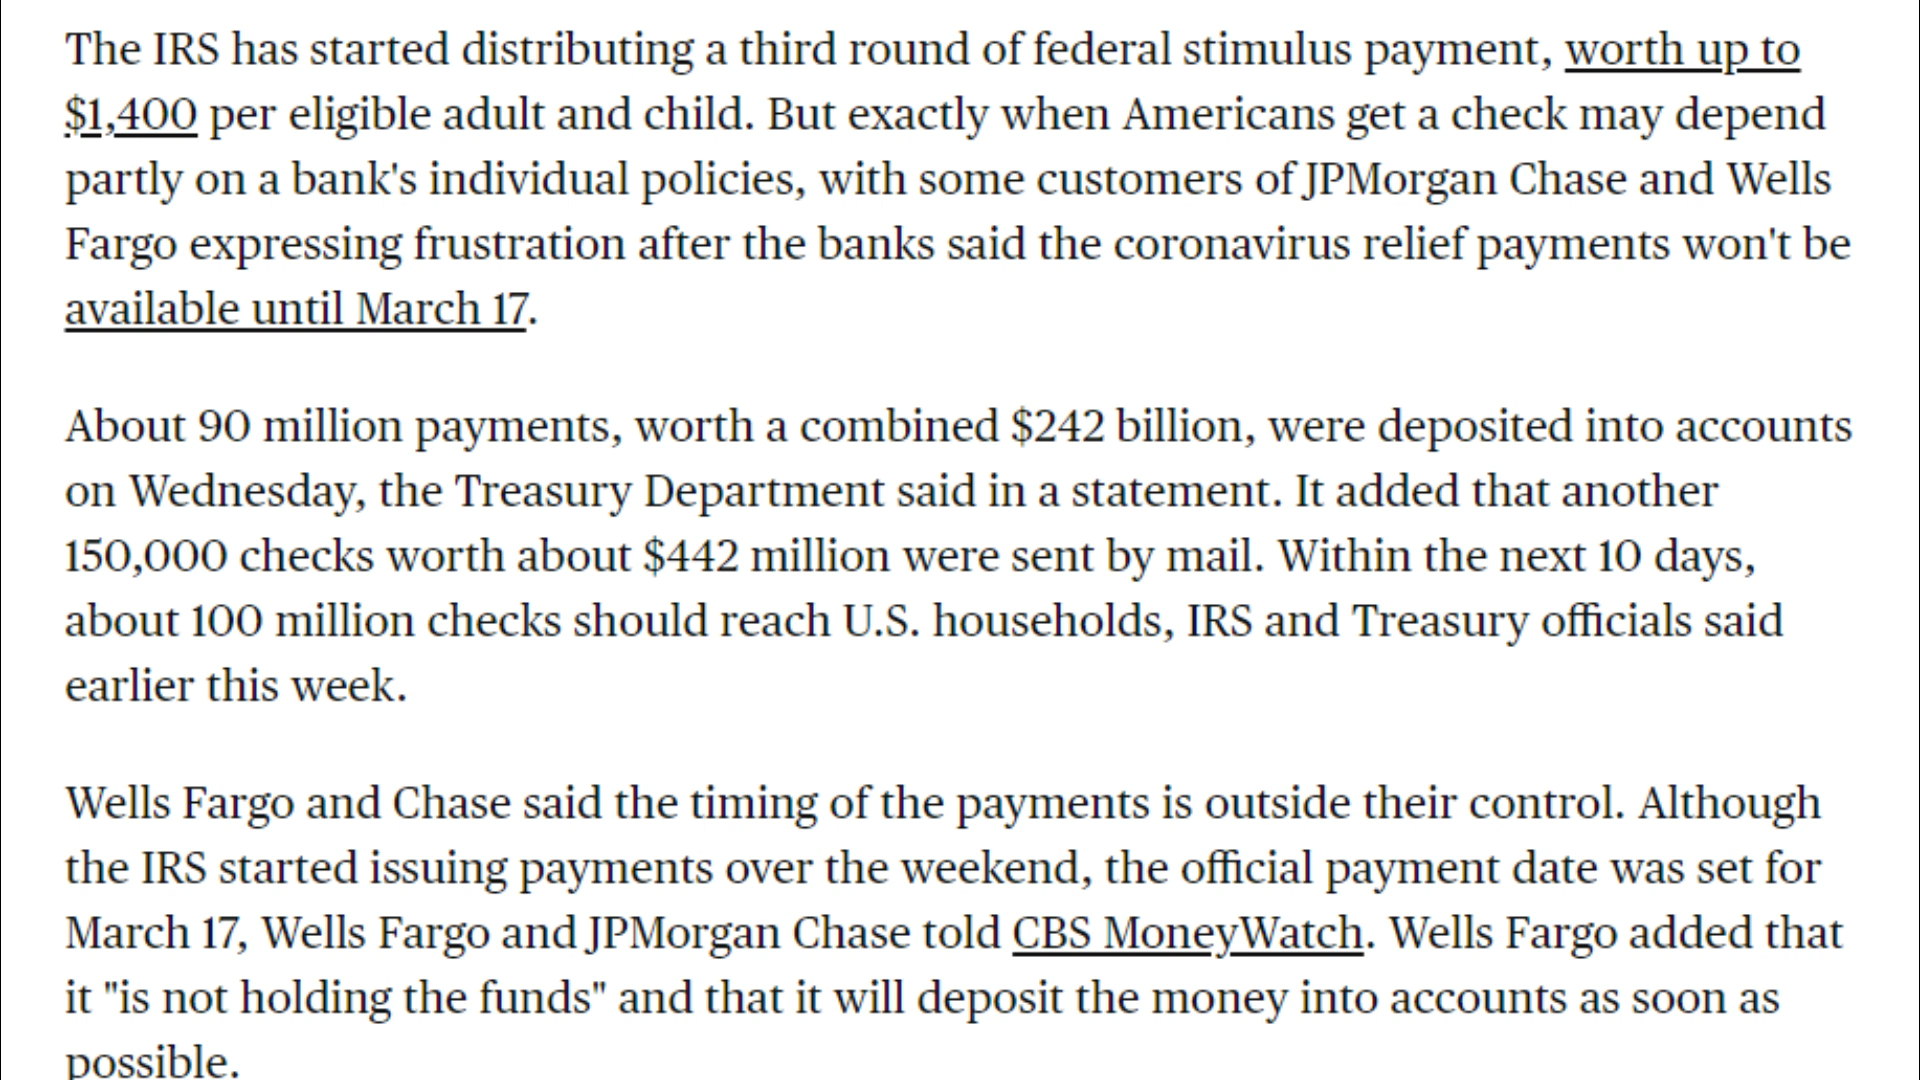 The IRS has started distributing a third round of federal stimulus payment, worth up to
$1,400 per eligible adult and child. But exactly when Americans get a check may depend
partly on a bank's individual policies, with some customers of JPMorgan Chase and Wells
Fargo expressing frustration after the banks said the coronavirus relief payments won't be
available until March 17.
About 90 million payments, worth a combined $242 billion, were deposited into accounts
on Wednesday, the Treasury Department said in a statement. It added that another
150,000 checks worth about $442 million were sent by mail. Within the next 10 days,
about 100 million checks should reach U.S. households, IRS and Treasury officials said
earlier this week.
Wells Fargo and Chase said the timing of the payments is outside their control. Although
the IRS started issuing payments over the weekend, the official payment date was set for
March 17, Wells Fargo and JPMorgan Chase told CBS MoneyWatch. Wells Fargo added that
it "is not holding the funds" and that it will deposit the money into accounts as soon as
possible.